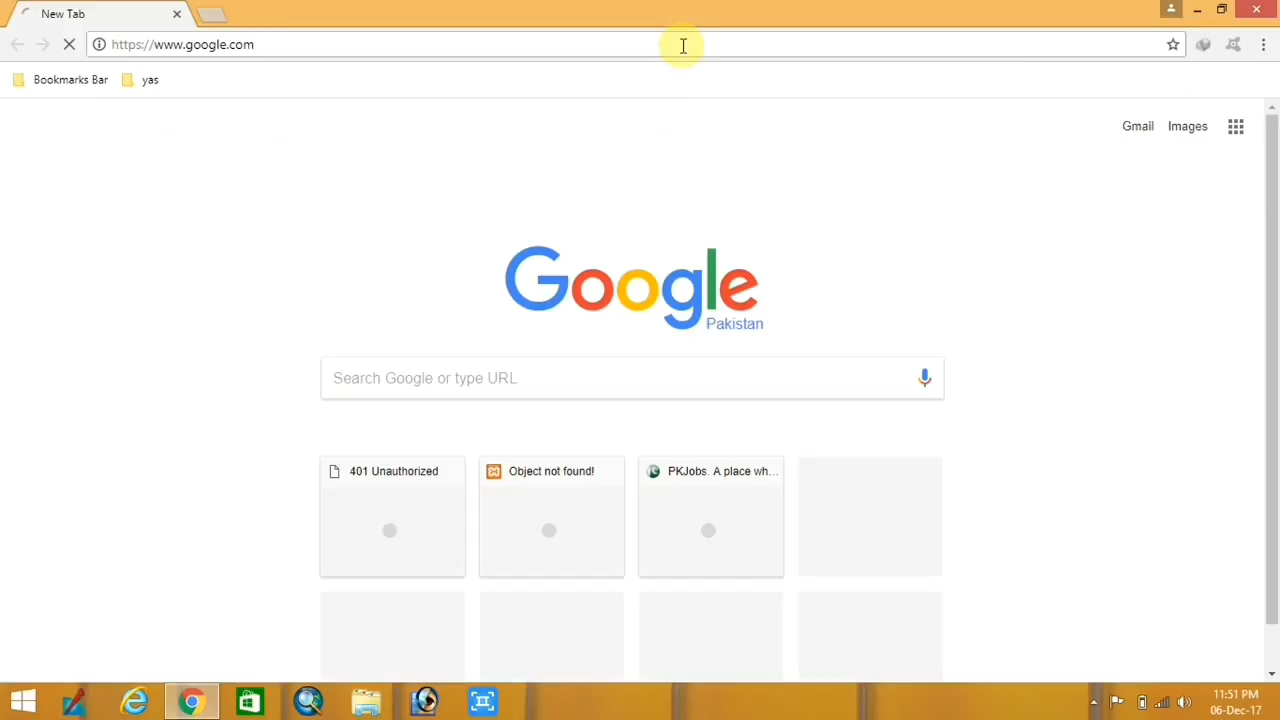 New Tab
https://www.google.com
Bookmarks Bar yas
Gmail Images
Google
Pakistan
Search Google or type URL
401 Unauthorized Object not found! PKJobs. A place wh...
11:51 PM
06-Dec-17